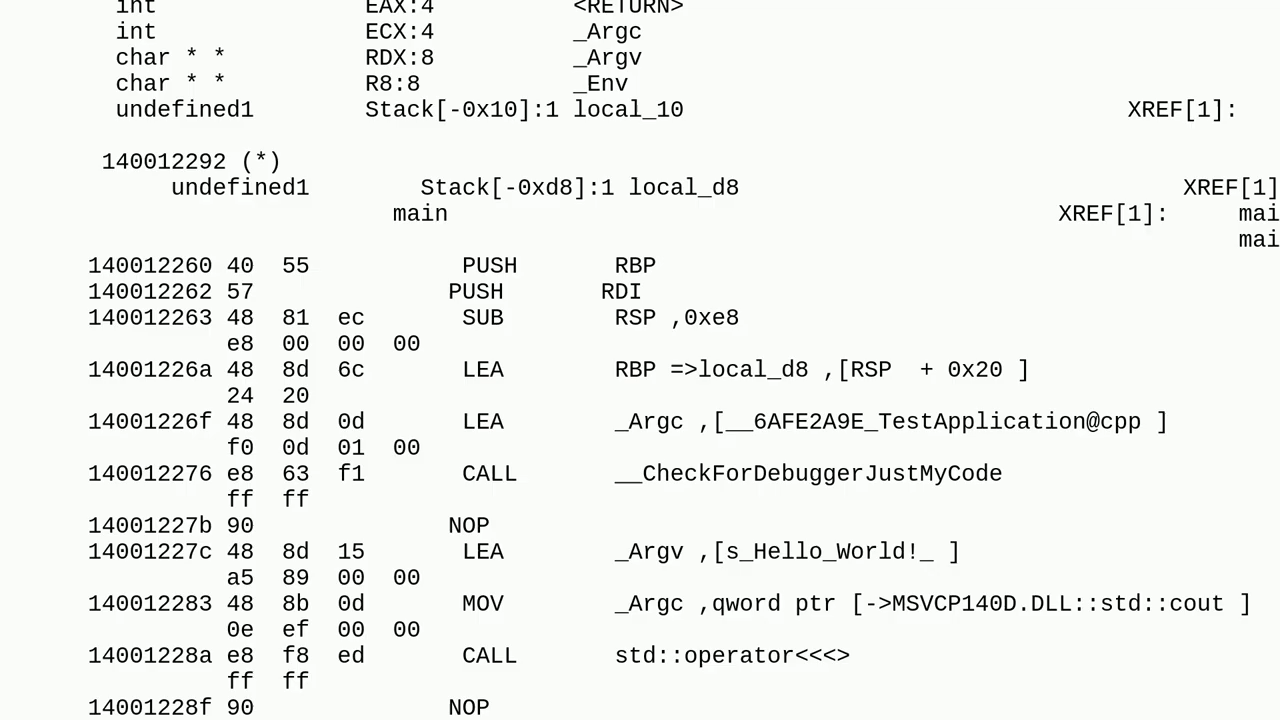 int EAX:4 <RETURN>
int ECX:4 _Argc
char * * RDX:8 _Argv
char * * R8:8 _Env
undefined1 Stack[-0x10]:1 local_10 XREF[1]:
140012292 (*)
undefined1 Stack[-0xd8]:1 local_d8 XREF[1]
main XREF[1]: mai
mai
140012260 40 55 PUSH RBP
140012262 57 PUSH RDI
140012263 48 81 ec SUB RSP ,0xe8
e8 00 00 00
14001226a 48 8d 6c LEA RBP =>local_d8 ,[RSP + 0x20 ]
24 20
14001226f 48 8d 0d LEA _Argc ,[__6AFE2A9E_TestApplication@cpp ]
f0 0d 01 00
140012276 e8 63 f1 CALL __CheckForDebuggerJustMyCode
ff ff
14001227b 90 NOP
14001227c 48 8d 15 LEA _Argv ,[s_Hello_World!_ ]
a5 89 00 00
140012283 48 8b 0d MOV _Argc ,qword ptr [->MSVCP140D.DLL::std::cout ]
0e ef 00 00
14001228a e8 f8 ed CALL std::operator<<<>
ff ff
14001228f 90 NOP